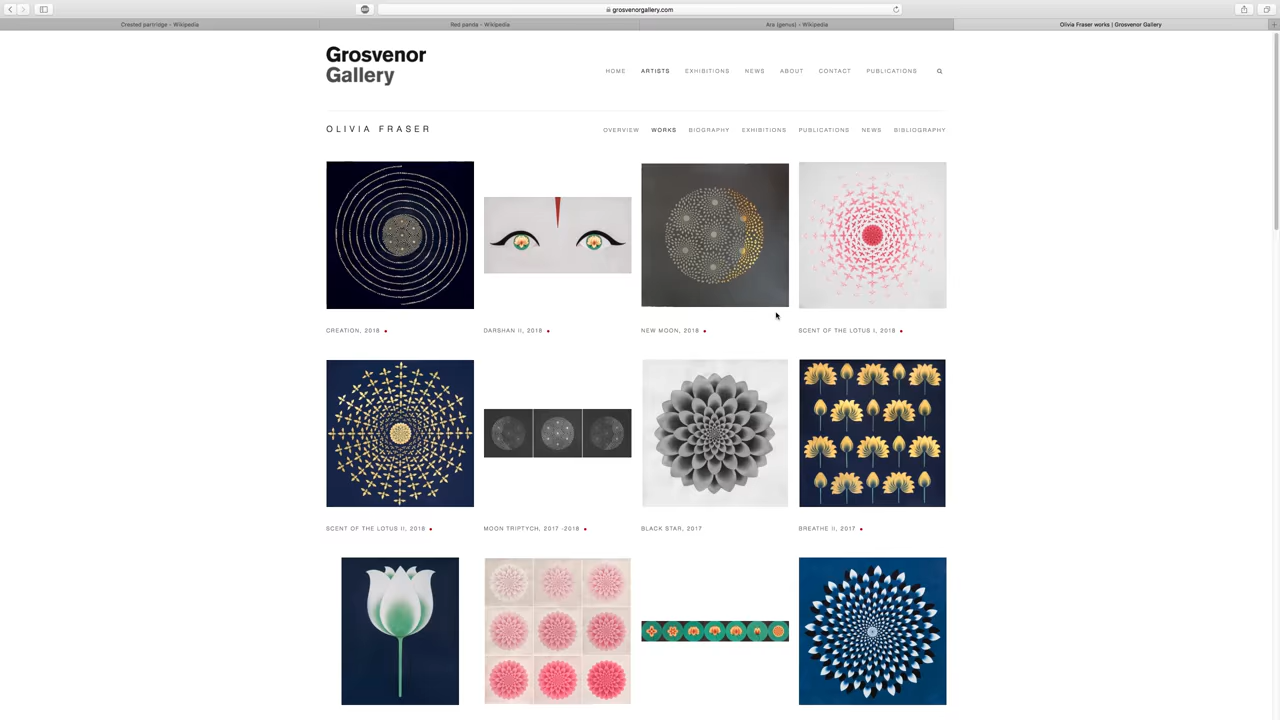 grosvenorgallery.com
Crested partridge - Wikipedia
Red panda - Wikipedia
Ara (genus) - Wikipedia
Olivia Fraser works | Grosvenor Gallery
Grosvenor
Gallery
HOME ARTISTS EXHIBITIONS NEWS ABOUT CONTACT PUBLICATIONS
OLIVIA FRASER
OVERVIEW WORKS BIOGRAPHY EXHIBITIONS PUBLICATIONS NEWS BIBLIOGRAPHY
CREATION, 2018
DARSHAN II, 2018
NEW MOON, 2018
SCENT OF THE LOTUS I, 2018
SCENT OF THE LOTUS II, 2018
MOON TRIPTYCH, 2017 -2018
BLACK STAR, 2017
BREATHE II, 2017